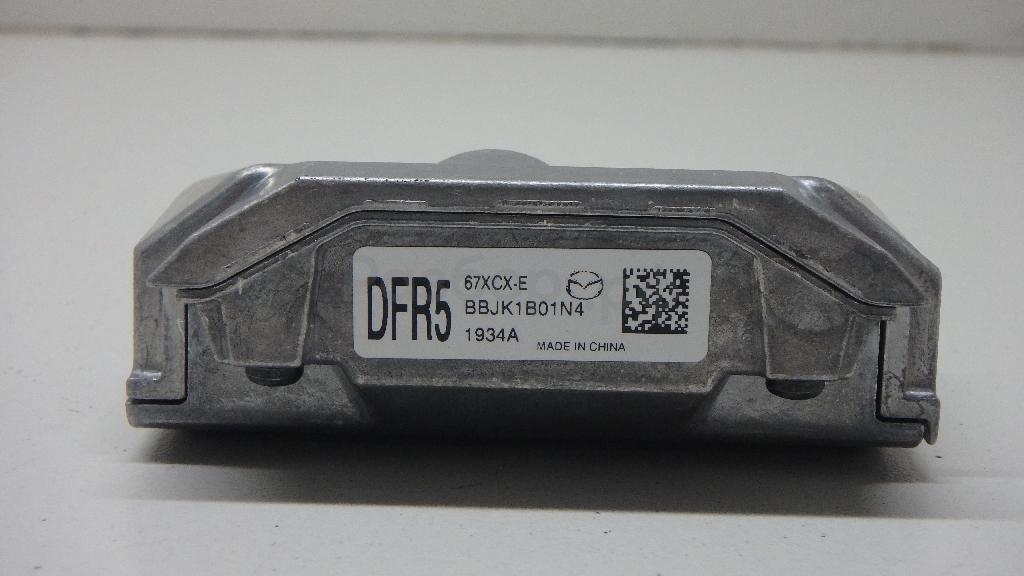 DFR5
67XCX-E
BBJK1B01N4
1934A
MADE IN CHINA